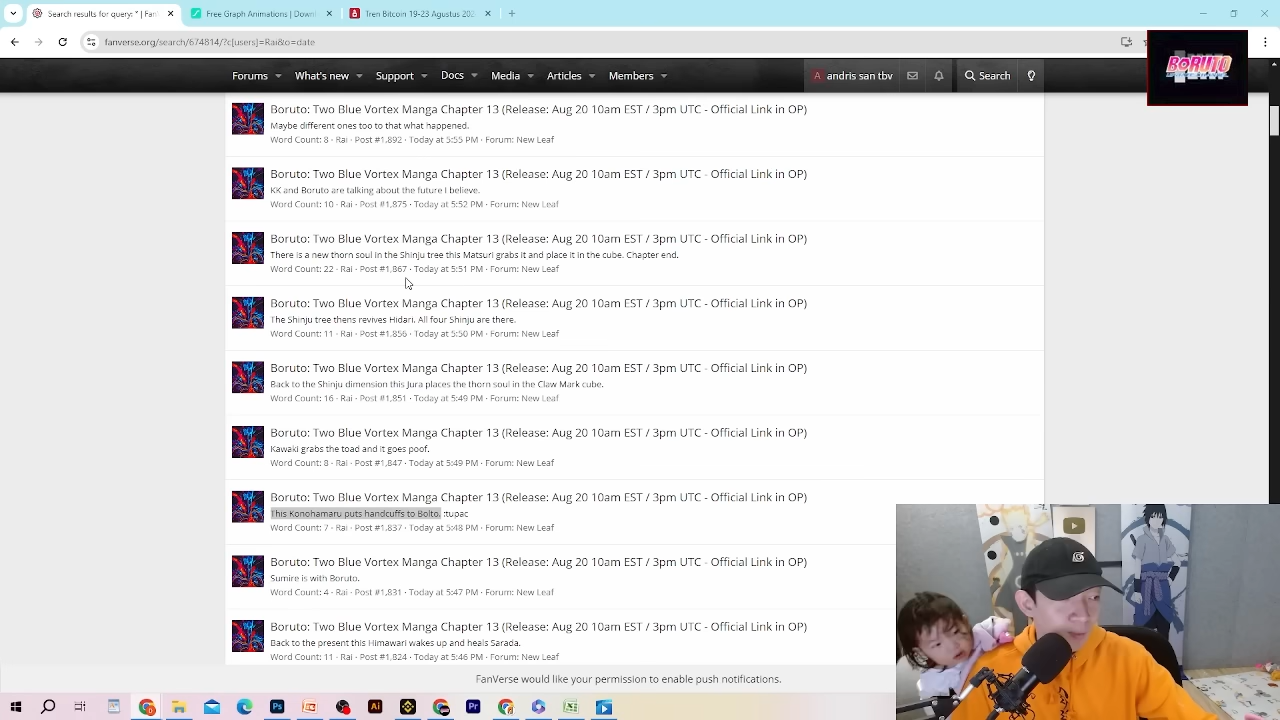 Search results for query: * | Fan
Free Granblue Fantasy: Relink
Ten Blue 19-23 Agustus 202
fanverse.org/search/674814/?c[users]=Rai&o=date
Forums What's new Support Docs Media Articles Members
A andris san tbv Search
BORUTO
Boruto: Two Blue Vortex Manga Chapter 13 (Release: Aug 20 10am EST / 3pm UTC - Official Link in OP)
Maybe different ones too to that what happened.
Word Count: 8 · Rai · Post #1,892 · Today at 5:55 PM · Forum: New Leaf
Boruto: Two Blue Vortex Manga Chapter 13 (Release: Aug 20 10am EST / 3pm UTC - Official Link in OP)
KK and Boruto are talking about the future I believe.
Word Count: 10 · Rai · Post #1,875 · Today at 5:52 PM · Forum: New Leaf
Boruto: Two Blue Vortex Manga Chapter 13 (Release: Aug 20 10am EST / 3pm UTC - Official Link in OP)
There is a new thorn soul in the Shinju tree this Matsuri grabs it and place it in the cube. Chapter end.
Word Count: 22 · Rai · Post #1,867 · Today at 5:51 PM · Forum: New Leaf
Boruto: Two Blue Vortex Manga Chapter 13 (Release: Aug 20 10am EST / 3pm UTC - Official Link in OP)
The Shinju tree thens revives Hidari. All four Shinju are there.
Word Count: 11 · Rai · Post #1,856 · Today at 5:50 PM · Forum: New Leaf
Boruto: Two Blue Vortex Manga Chapter 13 (Release: Aug 20 10am EST / 3pm UTC - Official Link in OP)
Back to the Shinju dimension this Jura places the thorn soul in the Claw Mark cube.
Word Count: 16 · Rai · Post #1,851 · Today at 5:49 PM · Forum: New Leaf
Boruto: Two Blue Vortex Manga Chapter 13 (Release: Aug 20 10am EST / 3pm UTC - Official Link in OP)
Kawaki grabs the toad and it goes poof.
Word Count: 8 · Rai · Post #1,847 · Today at 5:49 PM · Forum: New Leaf
Boruto: Two Blue Vortex Manga Chapter 13 (Release: Aug 20 10am EST / 3pm UTC - Official Link in OP)
This Konohamaru puts handcuffs to Bolto. :tupac
Word Count: 7 · Rai · Post #1,837 · Today at 5:48 PM · Forum: New Leaf
Boruto: Two Blue Vortex Manga Chapter 13 (Release: Aug 20 10am EST / 3pm UTC - Official Link in OP)
Sumire is with Boruto.
Word Count: 4 · Rai · Post #1,831 · Today at 5:47 PM · Forum: New Leaf
Boruto: Two Blue Vortex Manga Chapter 13 (Release: Aug 20 10am EST / 3pm UTC - Official Link in OP)
Back to the present this Himawari wakes up and heals Sarada.
Word Count: 11 · Rai · Post #1,824 · Today at 5:46 PM · Forum: New Leaf
FanVerse would like your permission to enable push notifications.